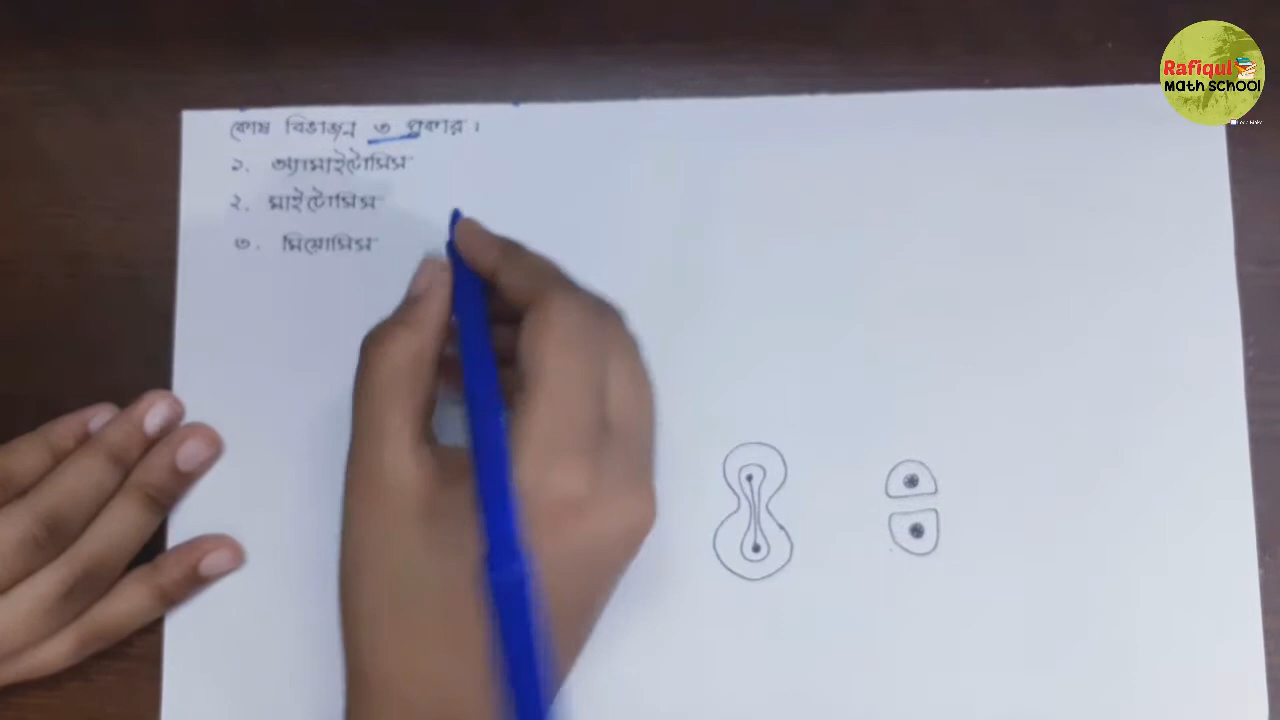 কোষ বিভাজন ৩ প্রকার।
১. অ্যামাইটোসিস
২. মাইটোসিস
৩. মিয়োসিস
Rafiqul
Math School